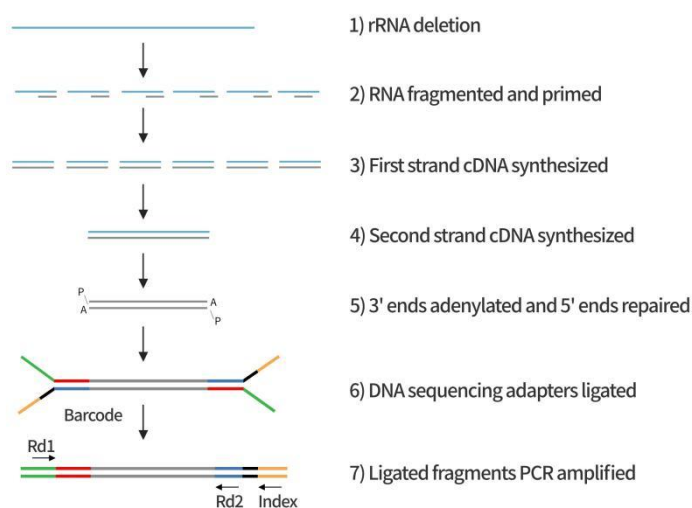 1) rRNA deletion
2) RNA fragmented and primed
3) First strand cDNA synthesized
4) Second strand cDNA synthesized
P
A
A
P
5) 3' ends adenylated and 5' ends repaired
6) DNA sequencing adapters ligated
Barcode
Rd1
7) Ligated fragments PCR amplified
Rd2 Index